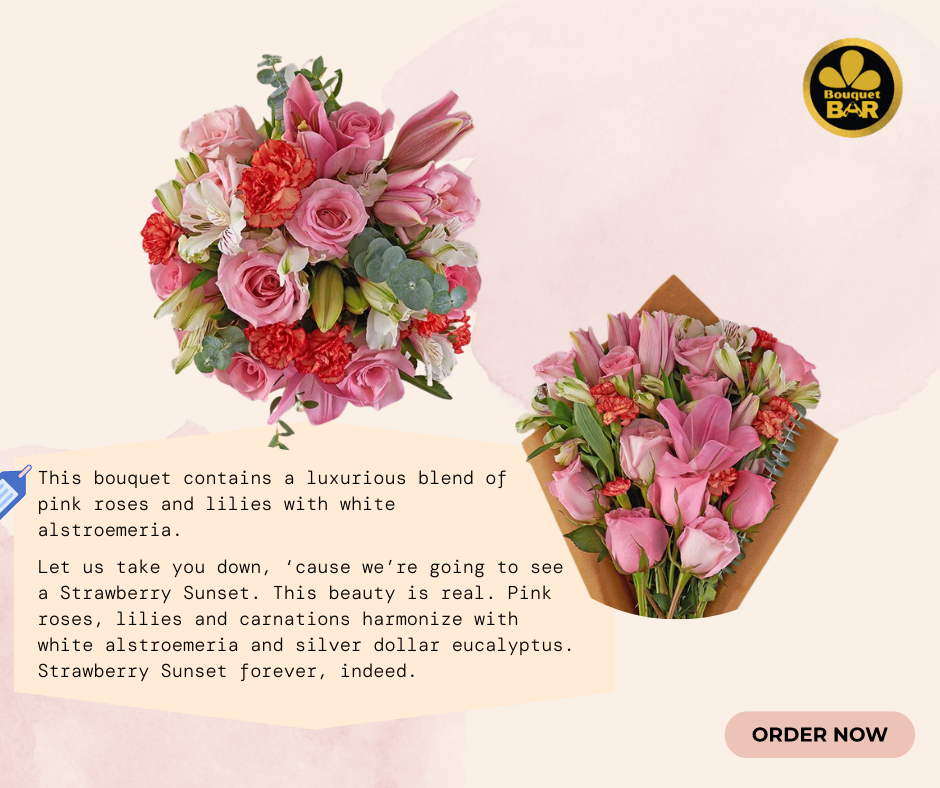 Bouquet
BAR
This bouquet contains a luxurious blend of
pink roses and lilies with white
alstroemeria.
Let us take you down, ‘cause we’re going to see
a Strawberry Sunset. This beauty is real. Pink
roses, lilies and carnations harmonize with
white alstroemeria and silver dollar eucalyptus.
Strawberry Sunset forever, indeed.
ORDER NOW